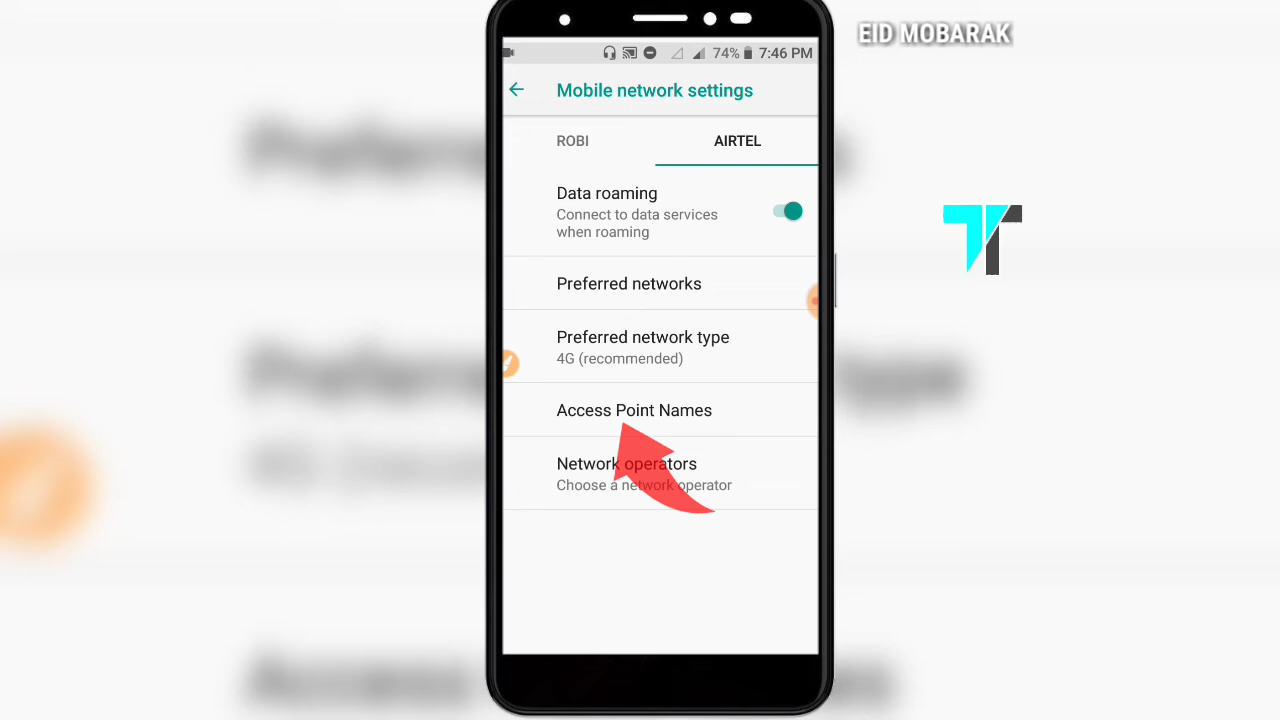 EID MOBARAK
74% 7:46 PM
Mobile network settings
ROBI AIRTEL
Data roaming
Connect to data services
when roaming
Preferred networks
Preferred network type
4G (recommended)
Access Point Names
Network operators
Choose a network operator